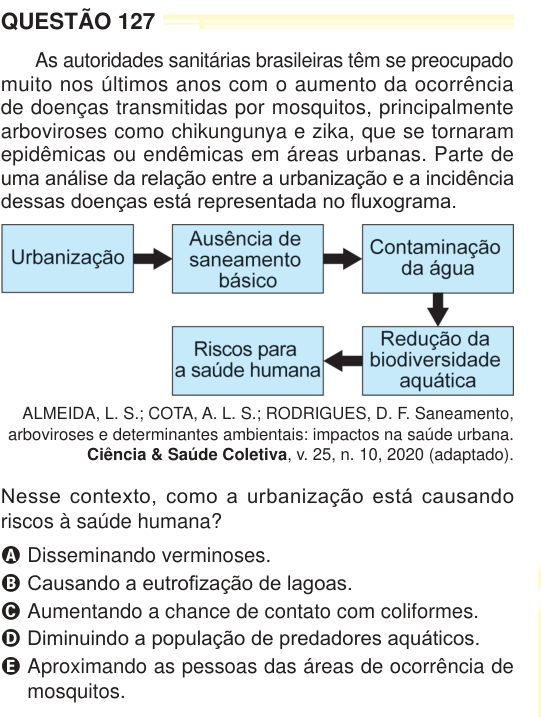 QUESTÃO 127
As autoridades sanitárias brasileiras têm se preocupado
muito nos últimos anos com o aumento da ocorrência
de doenças transmitidas por mosquitos, principalmente
arboviroses como chikungunya e zika, que se tornaram
epidêmicas ou endêmicas em áreas urbanas. Parte de
uma análise da relação entre a urbanização e a incidência
dessas doenças está representada no fluxograma.
Urbanização
Ausência de
saneamento
básico
Contaminação
da água
Redução da
biodiversidade
aquática
Riscos para
a saúde humana
ALMEIDA, L. S.; COTA, A. L. S.; RODRIGUES, D. F. Saneamento,
arboviroses e determinantes ambientais: impactos na saúde urbana.
Ciência & Saúde Coletiva, v. 25, n. 10, 2020 (adaptado).
Nesse contexto, como a urbanização está causando
riscos à saúde humana?
A Disseminando verminoses.
B Causando a eutrofização de lagoas.
C Aumentando a chance de contato com coliformes.
D Diminuindo a população de predadores aquáticos.
E Aproximando as pessoas das áreas de ocorrência de
mosquitos.